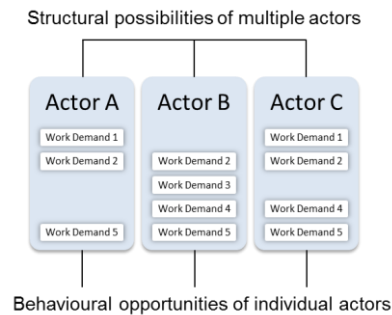 Structural possibilities of multiple actors
Actor A
Work Demand 1
Work Demand 2
Work Demand 5
Actor B
Work Demand 2
Work Demand 3
Work Demand 4
Work Demand 5
Actor C
Work Demand 1
Work Demand 2
Work Demand 4
Work Demand 5
Behavioural opportunities of individual actors